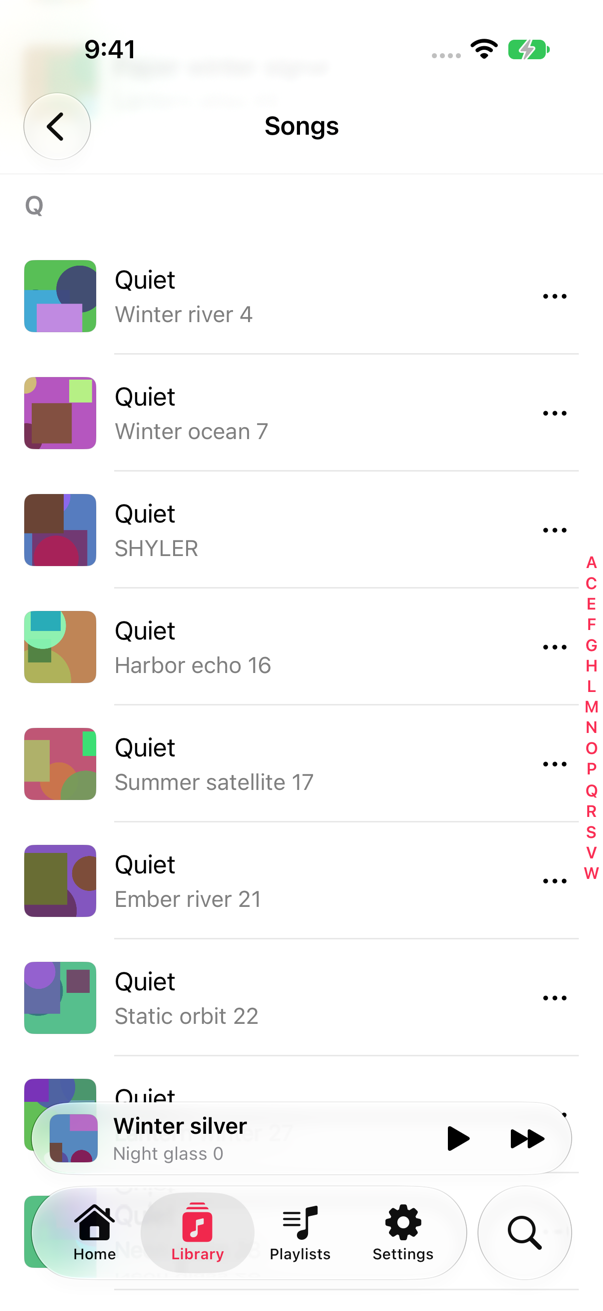 9:41
Songs
Q
Quiet
Winter river 4
Quiet
Winter ocean 7
Quiet
SHYLER
Quiet
Harbor echo 16
Quiet
Summer satellite 17
Quiet
Ember river 21
Quiet
Static orbit 22
Quiet
A
C
E
F
G
H
L
M
N
O
P
Q
R
S
V
W
Winter silver
Night glass 0
Home
Library
Playlists
Settings